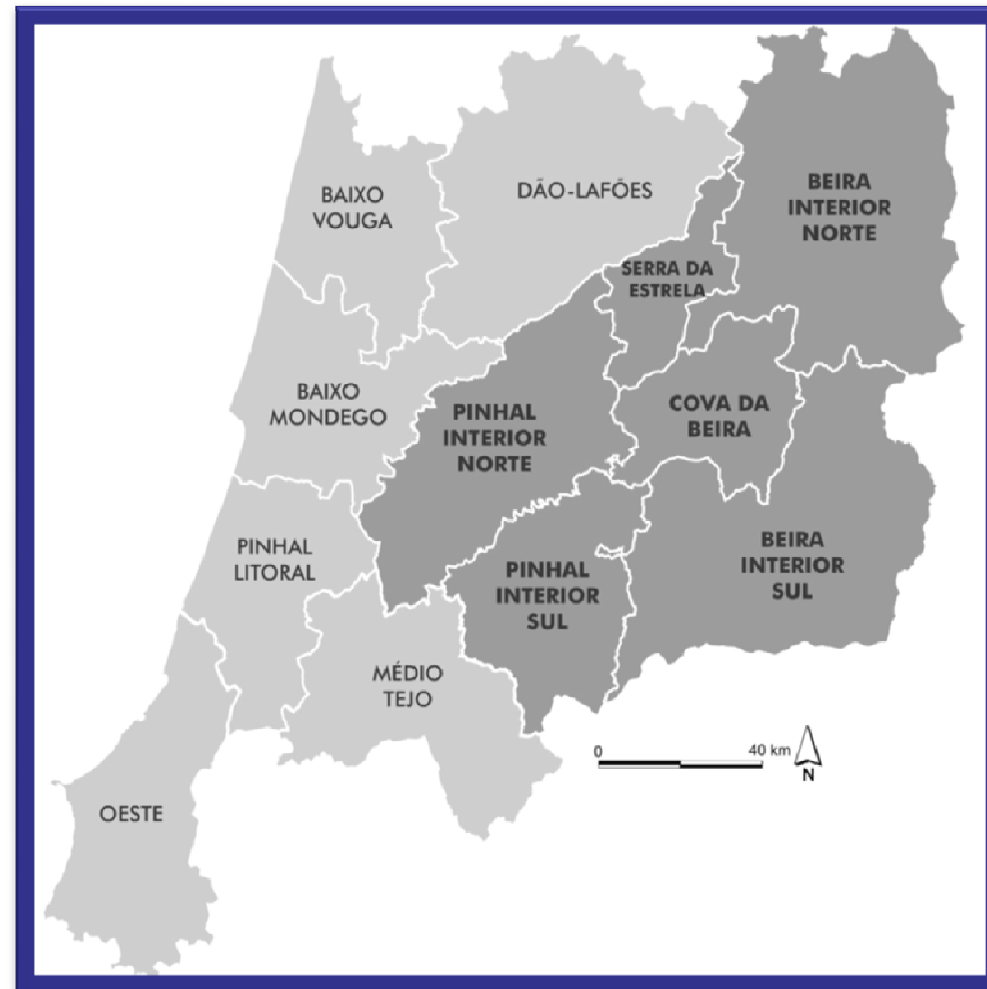 BAIXO
VOUGA
DÃO-LAFÕES
BEIRA
INTERIOR
NORTE
SERRA DA
ESTRELA
BAIXO
MONDEGO
PINHAL
INTERIOR
NORTE
COVA DA
BEIRA
PINHAL
LITORAL
PINHAL
INTERIOR
SUL
BEIRA
INTERIOR
SUL
MÉDIO
TEJO
OESTE
0 40 km
N